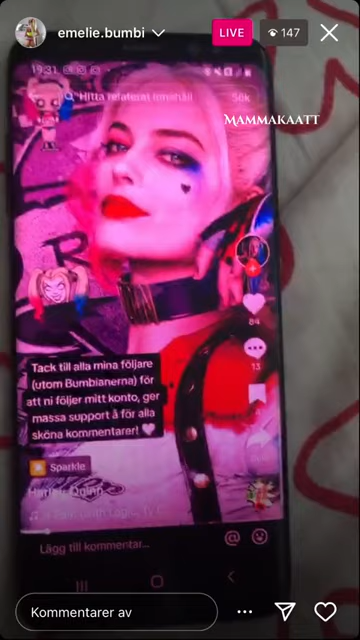 emelie.bumbi
LIVE
147
19:31
Hitta relaterat innehåll
Sök
MAMMAKAATT
84
13
Tack till alla mina följare
(utom Bumbianerna) för
att ni följer mitt konto, ger
massa support å för alla
sköna kommentarer!
Sparkle
Harley Quinn
Lägg till kommentar...
Kommentarer av